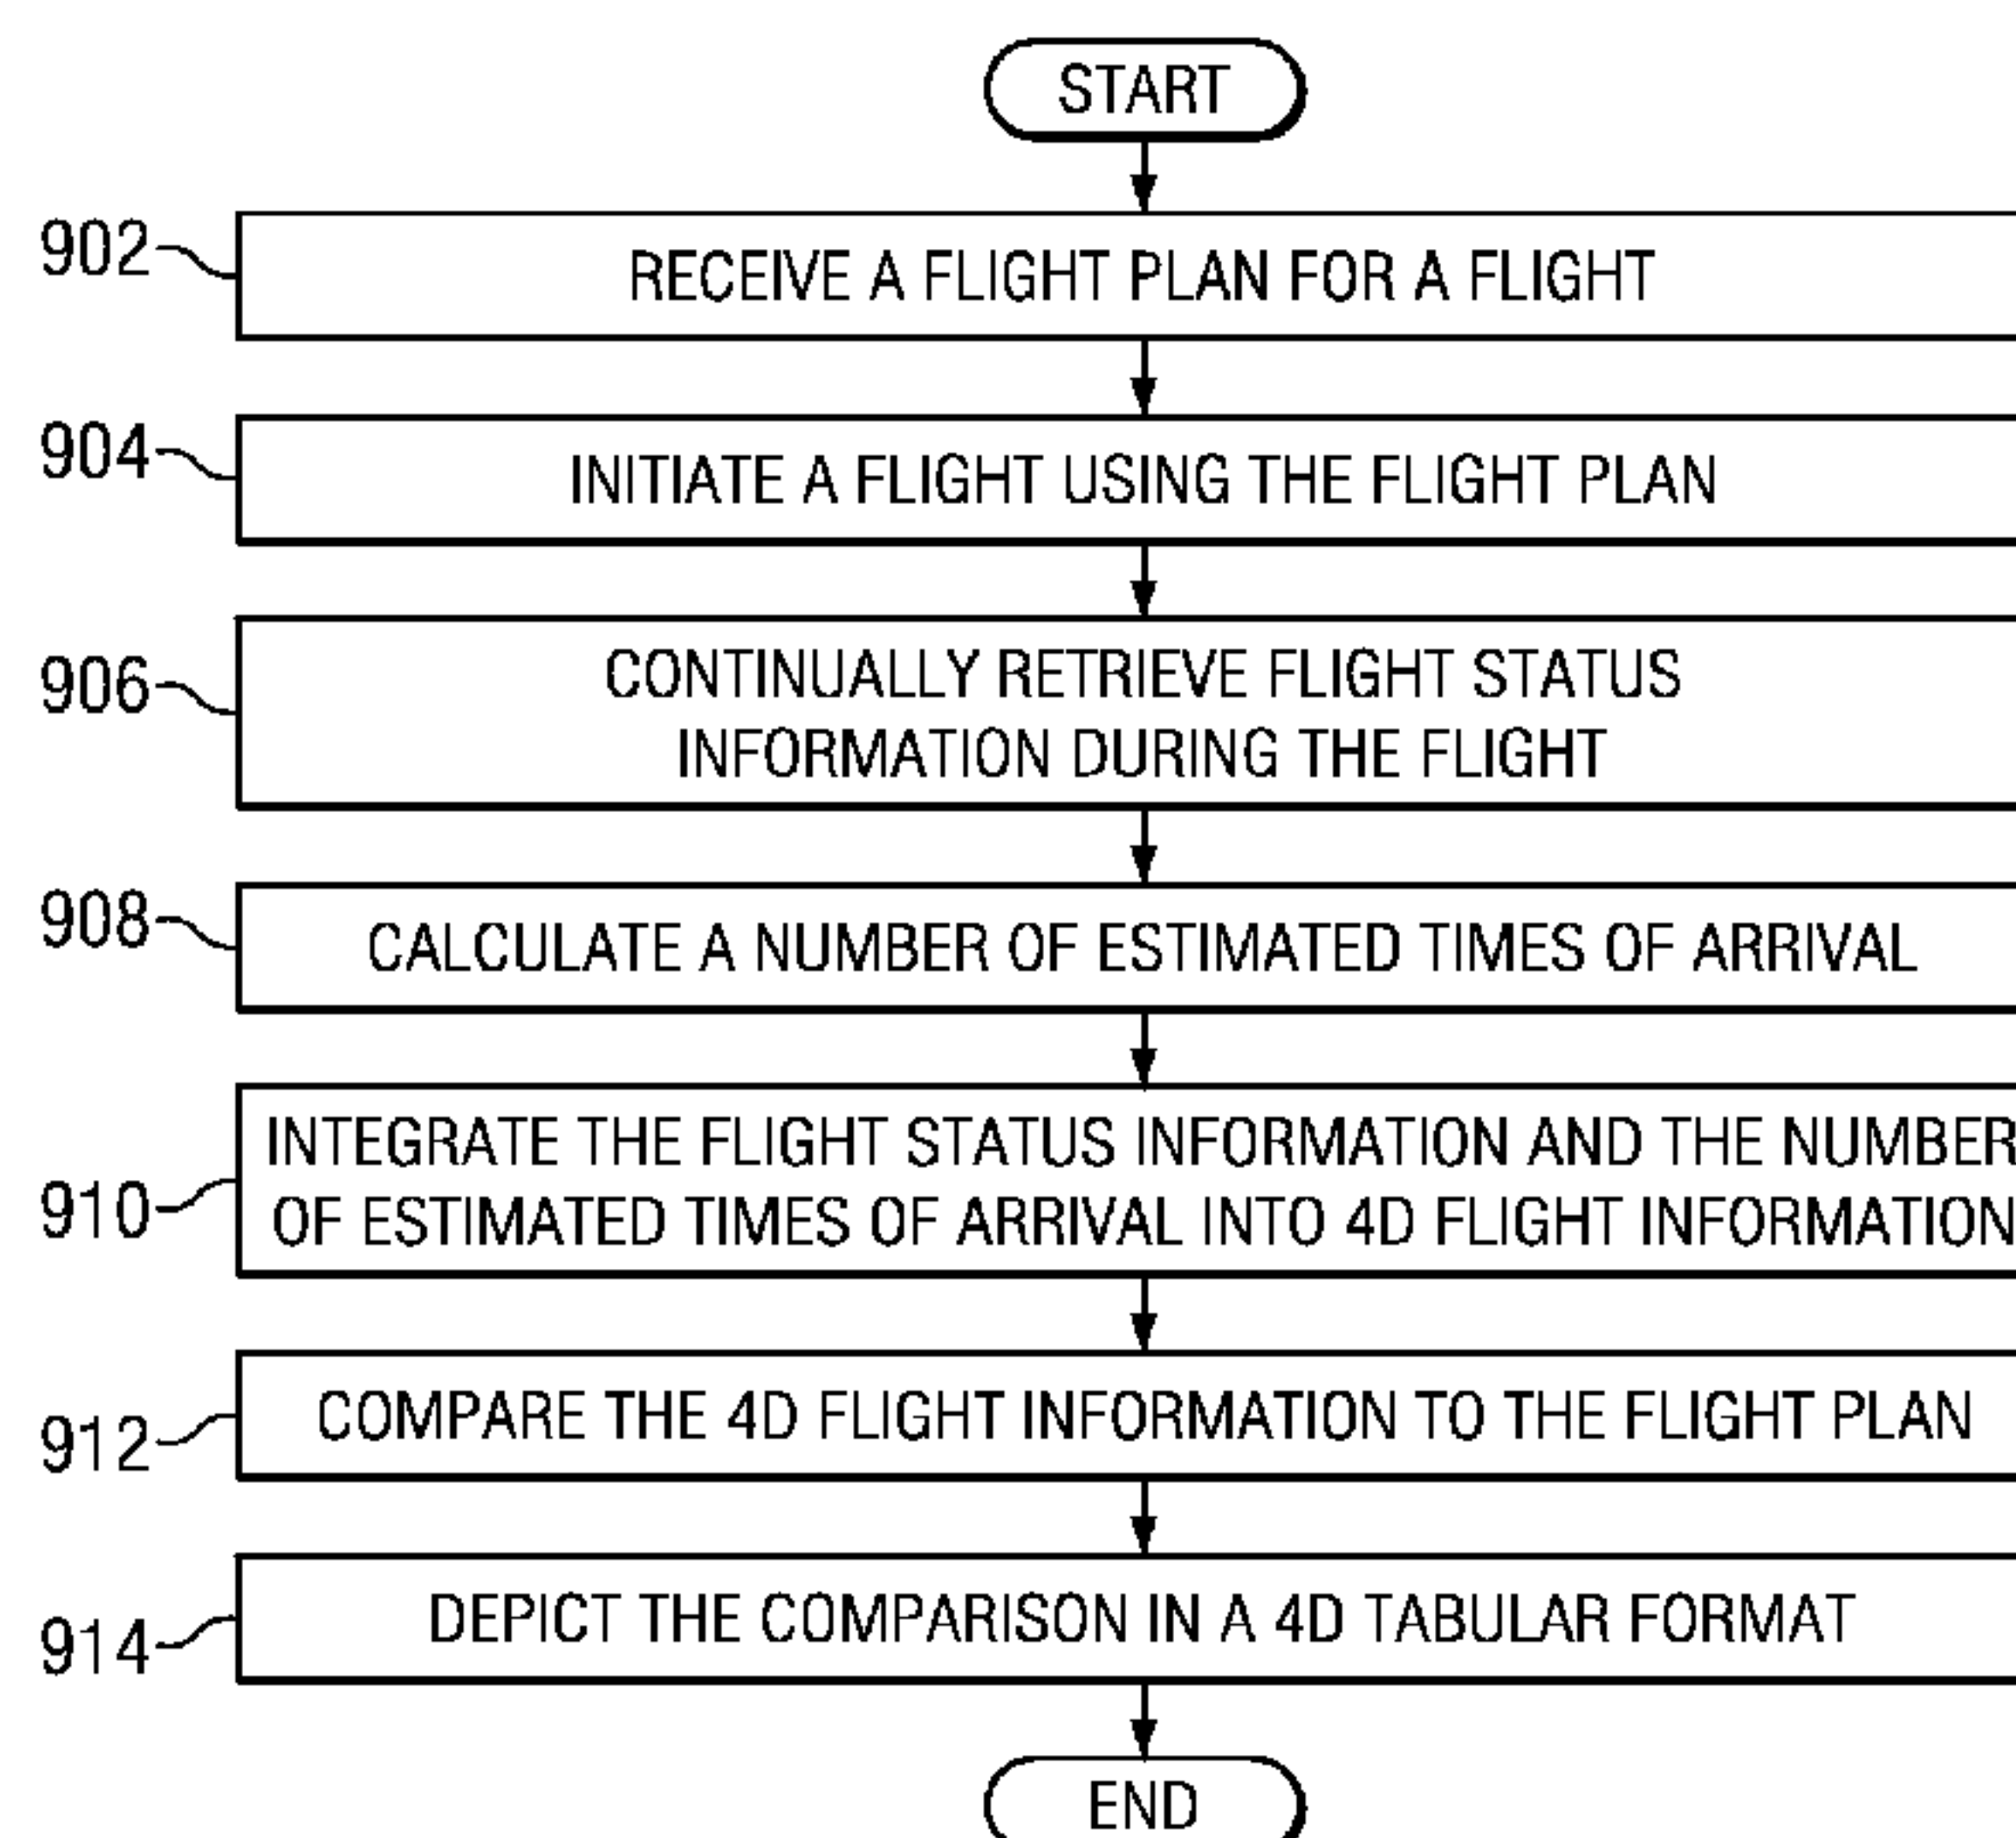 START
902
RECEIVE A FLIGHT PLAN FOR A FLIGHT
904
INITIATE A FLIGHT USING THE FLIGHT PLAN
906
CONTINUALLY RETRIEVE FLIGHT STATUS
INFORMATION DURING THE FLIGHT
908
CALCULATE A NUMBER OF ESTIMATED TIMES OF ARRIVAL
910
INTEGRATE THE FLIGHT STATUS INFORMATION AND THE NUMBER
OF ESTIMATED TIMES OF ARRIVAL INTO 4D FLIGHT INFORMATION
912
COMPARE THE 4D FLIGHT INFORMATION TO THE FLIGHT PLAN
914
DEPICT THE COMPARISON IN A 4D TABULAR FORMAT
END